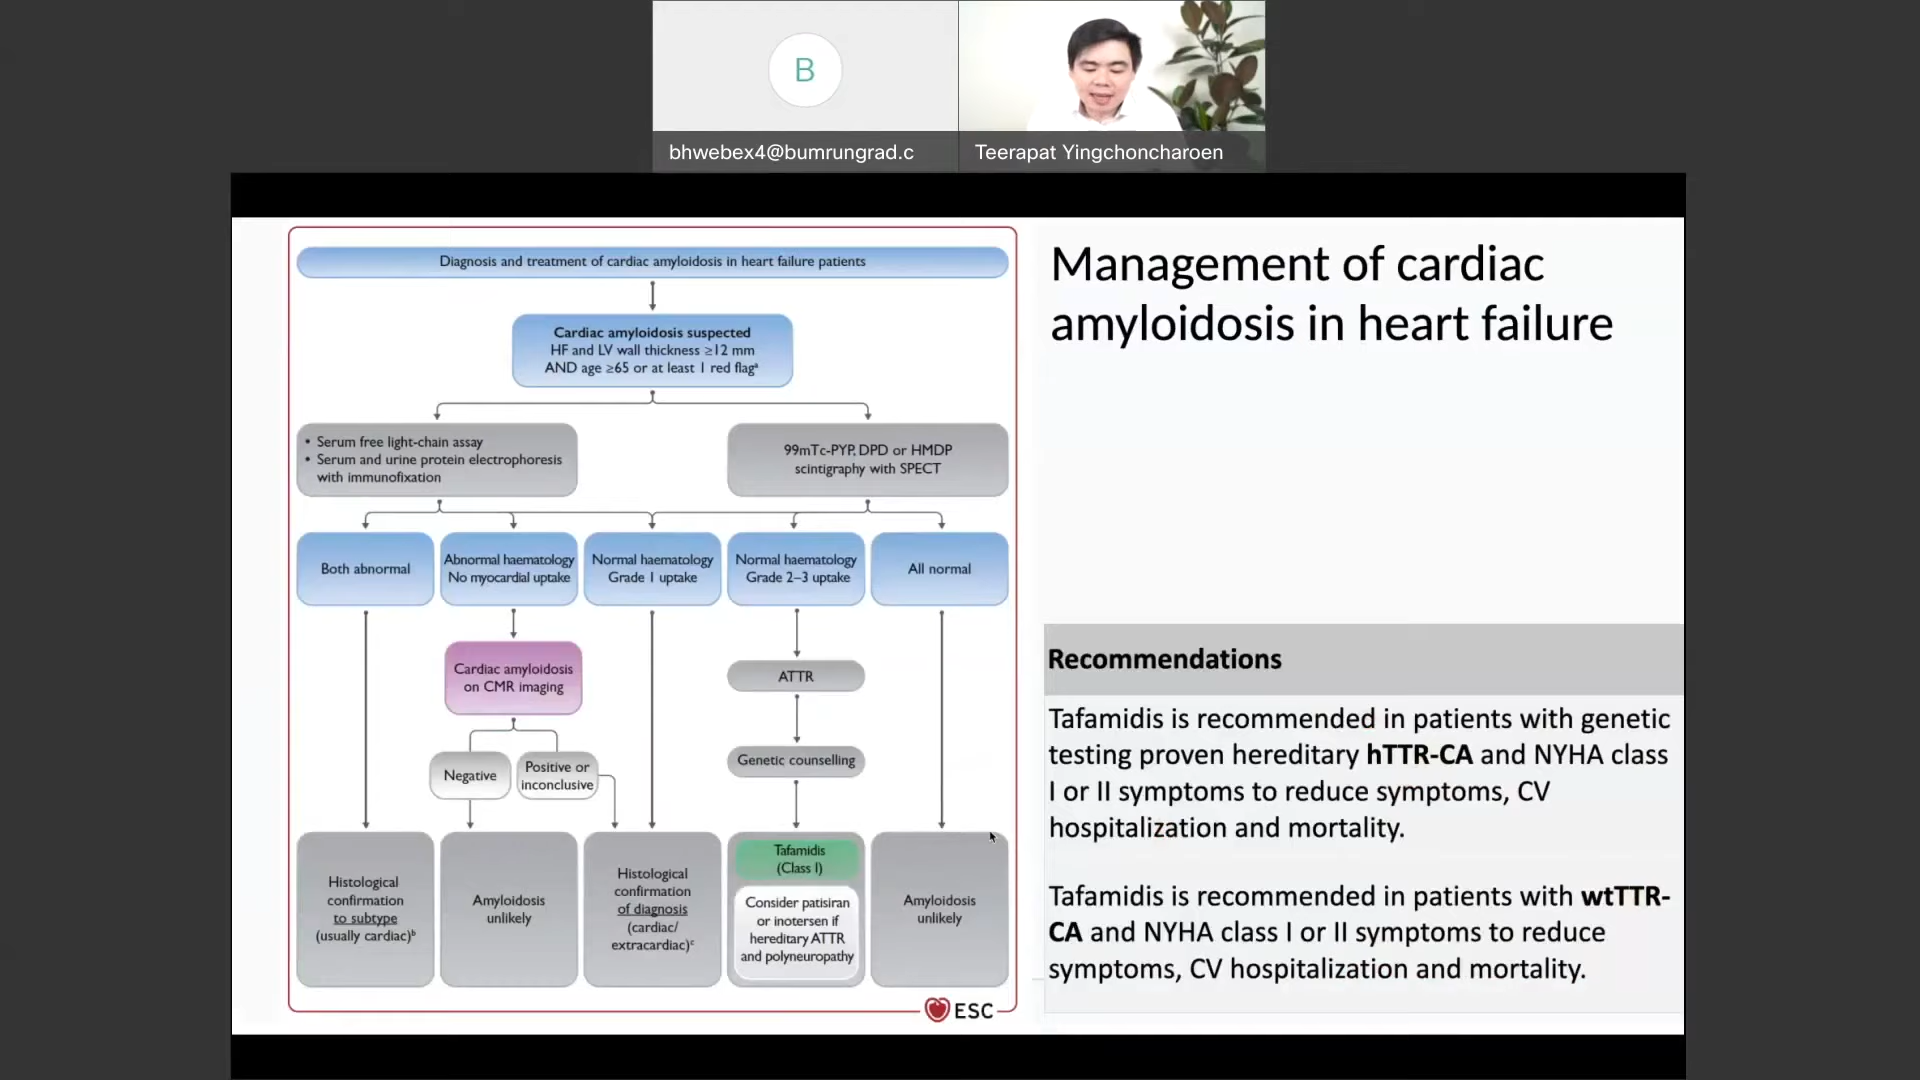 B
bhwebex4@bumrungrad.c
Teerapat Yingchoncharoen
Diagnosis and treatment of cardiac amyloidosis in heart failure patients
Cardiac amyloidosis suspected
HF and LV wall thickness ≥12 mm
AND age ≥65 or at least 1 red flagᵃ
• Serum free light-chain assay
• Serum and urine protein electrophoresis
with immunofixation
99mTc-PYP, DPD or HMDP
scintigraphy with SPECT
Both abnormal
Abnormal haematology
No myocardial uptake
Normal haematology
Grade 1 uptake
Normal haematology
Grade 2–3 uptake
All normal
Cardiac amyloidosis
on CMR imaging
Negative
Positive or
inconclusive
ATTR
Genetic counselling
Histological
confirmation
to subtype
(usually cardiac)ᵇ
Amyloidosis
unlikely
Histological
confirmation
of diagnosis
(cardiac/
extracardiac)ᶜ
Tafamidis
(Class I)
Consider patisiran
or inotersen if
hereditary ATTR
and polyneuropathy
Amyloidosis
unlikely
ESC
Management of cardiac
amyloidosis in heart failure
Recommendations
Tafamidis is recommended in patients with genetic
testing proven hereditary hTTR-CA and NYHA class
I or II symptoms to reduce symptoms, CV
hospitalization and mortality.
Tafamidis is recommended in patients with wtTTR-
CA and NYHA class I or II symptoms to reduce
symptoms, CV hospitalization and mortality.